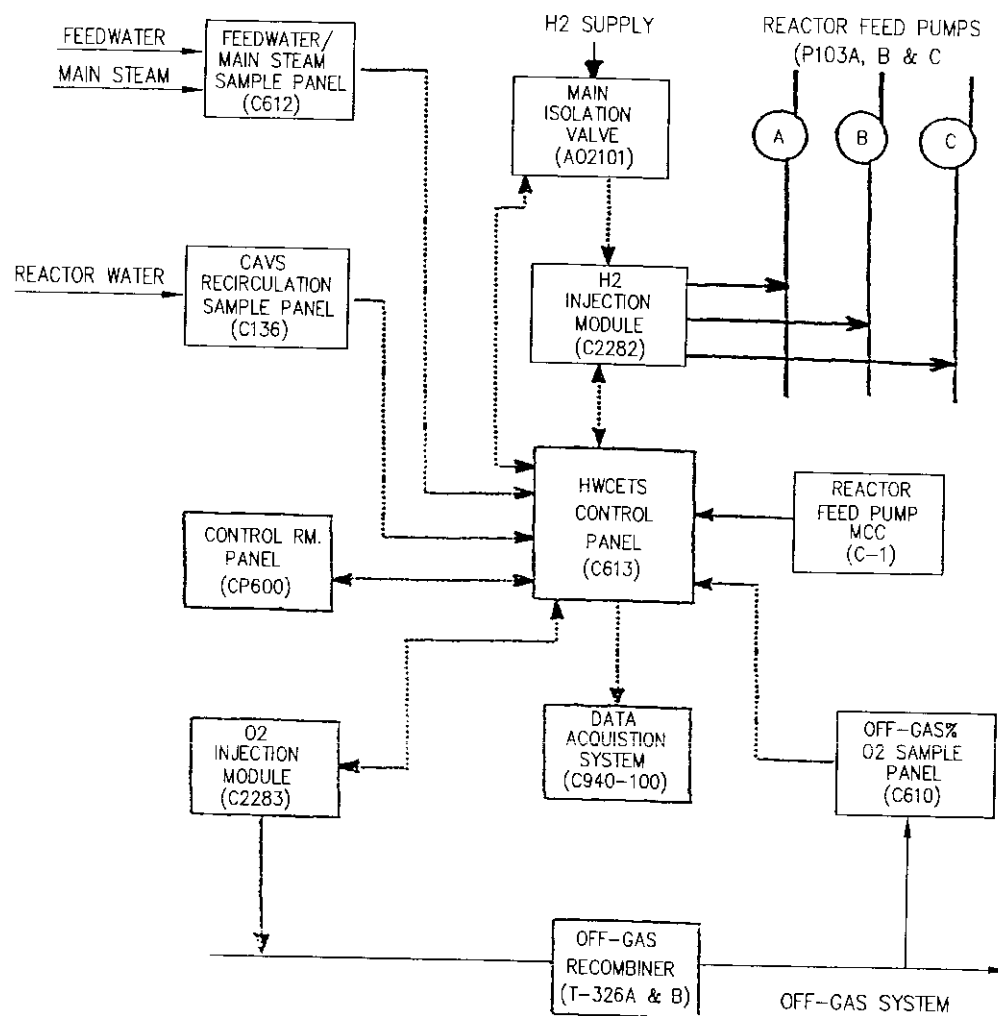 FEEDWATER
MAIN STEAM
FEEDWATER/
MAIN STEAM
SAMPLE PANEL
(C612)
H2 SUPPLY
MAIN
ISOLATION
VALVE
(AO2101)
REACTOR FEED PUMPS
(P103A, B & C
A
B
C
REACTOR WATER
CAVS
RECIRCULATION
SAMPLE PANEL
(C136)
H2
INJECTION
MODULE
(C2282)
CONTROL RM.
PANEL
(CP600)
HWCETS
CONTROL
PANEL
(C613)
REACTOR
FEED PUMP
MCC
(C-1)
O2
INJECTION
MODULE
(C2283)
DATA
ACQUISTION
SYSTEM
(C940-100)
OFF-GAS%
O2 SAMPLE
PANEL
(C610)
OFF-GAS
RECOMBINER
(T-326A & B)
OFF-GAS SYSTEM